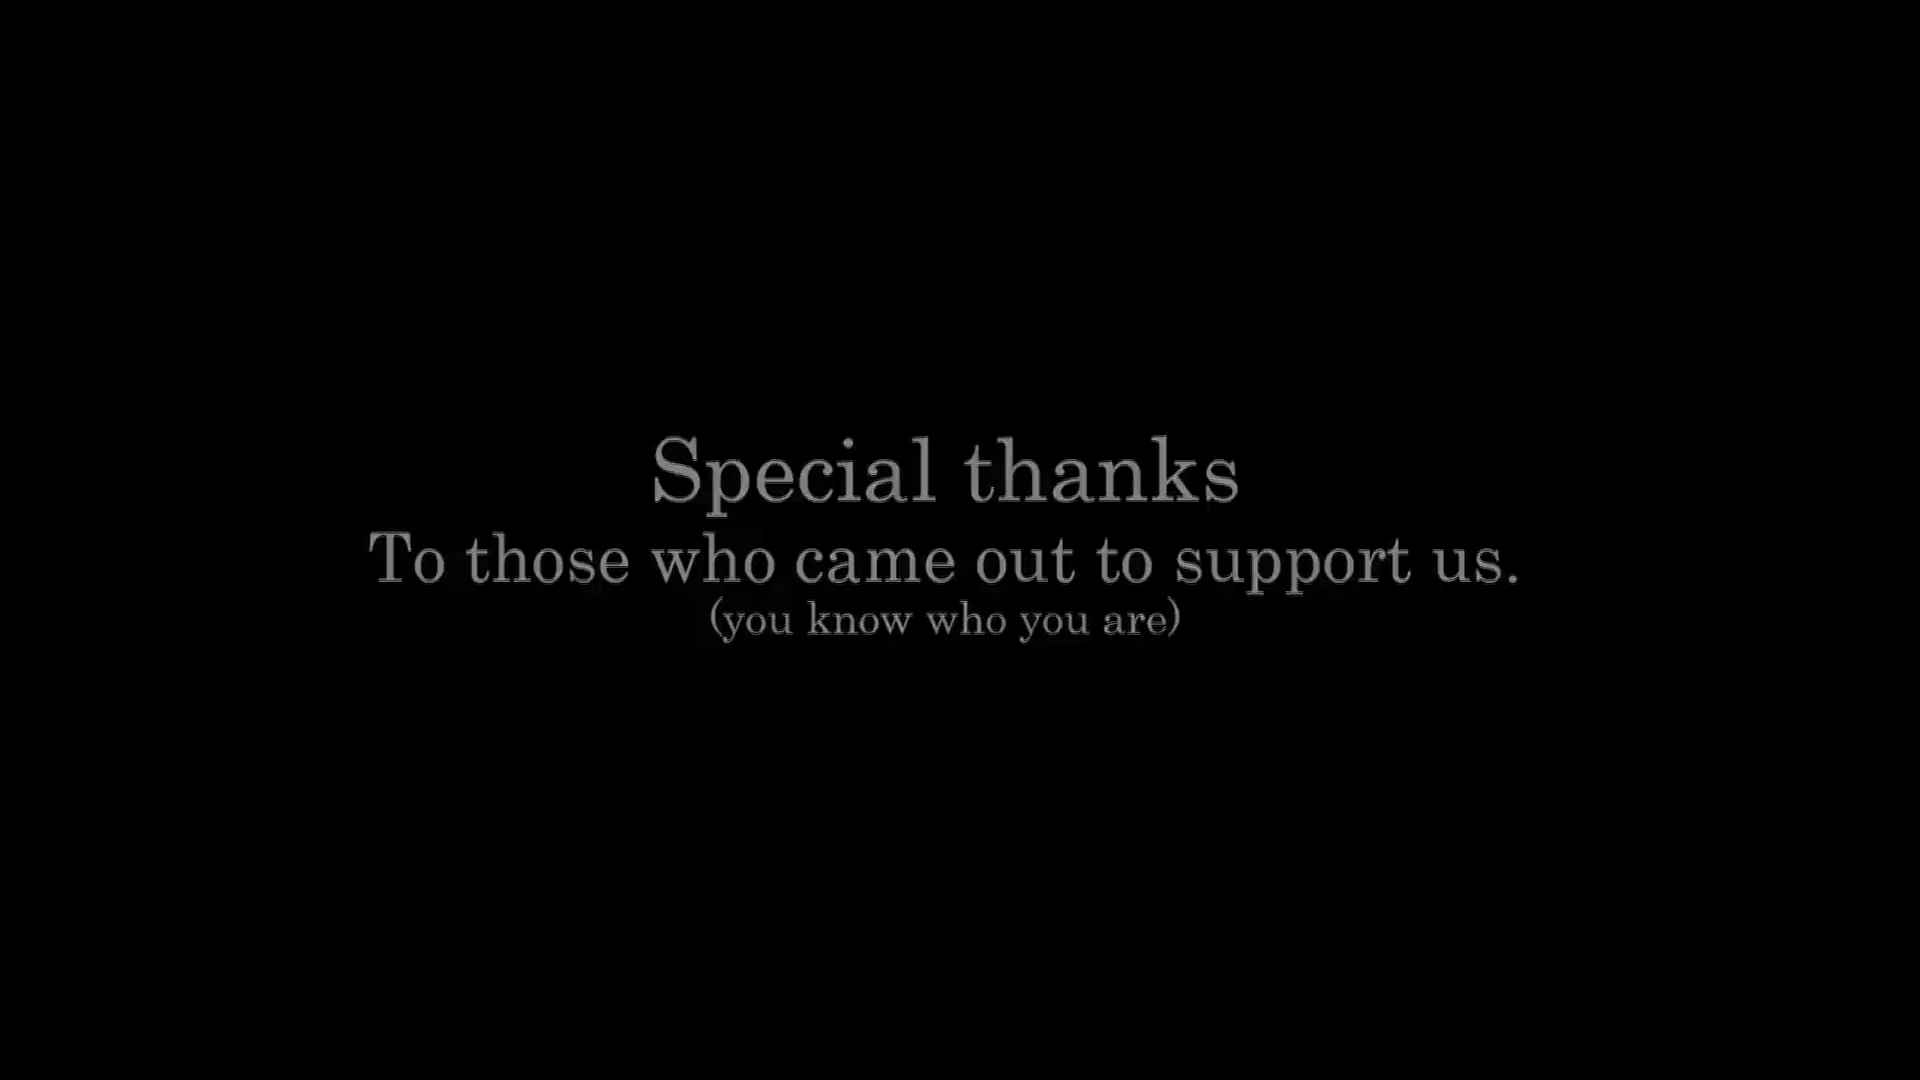 Special thanks
To those who came out to support us.
(you know who you are)